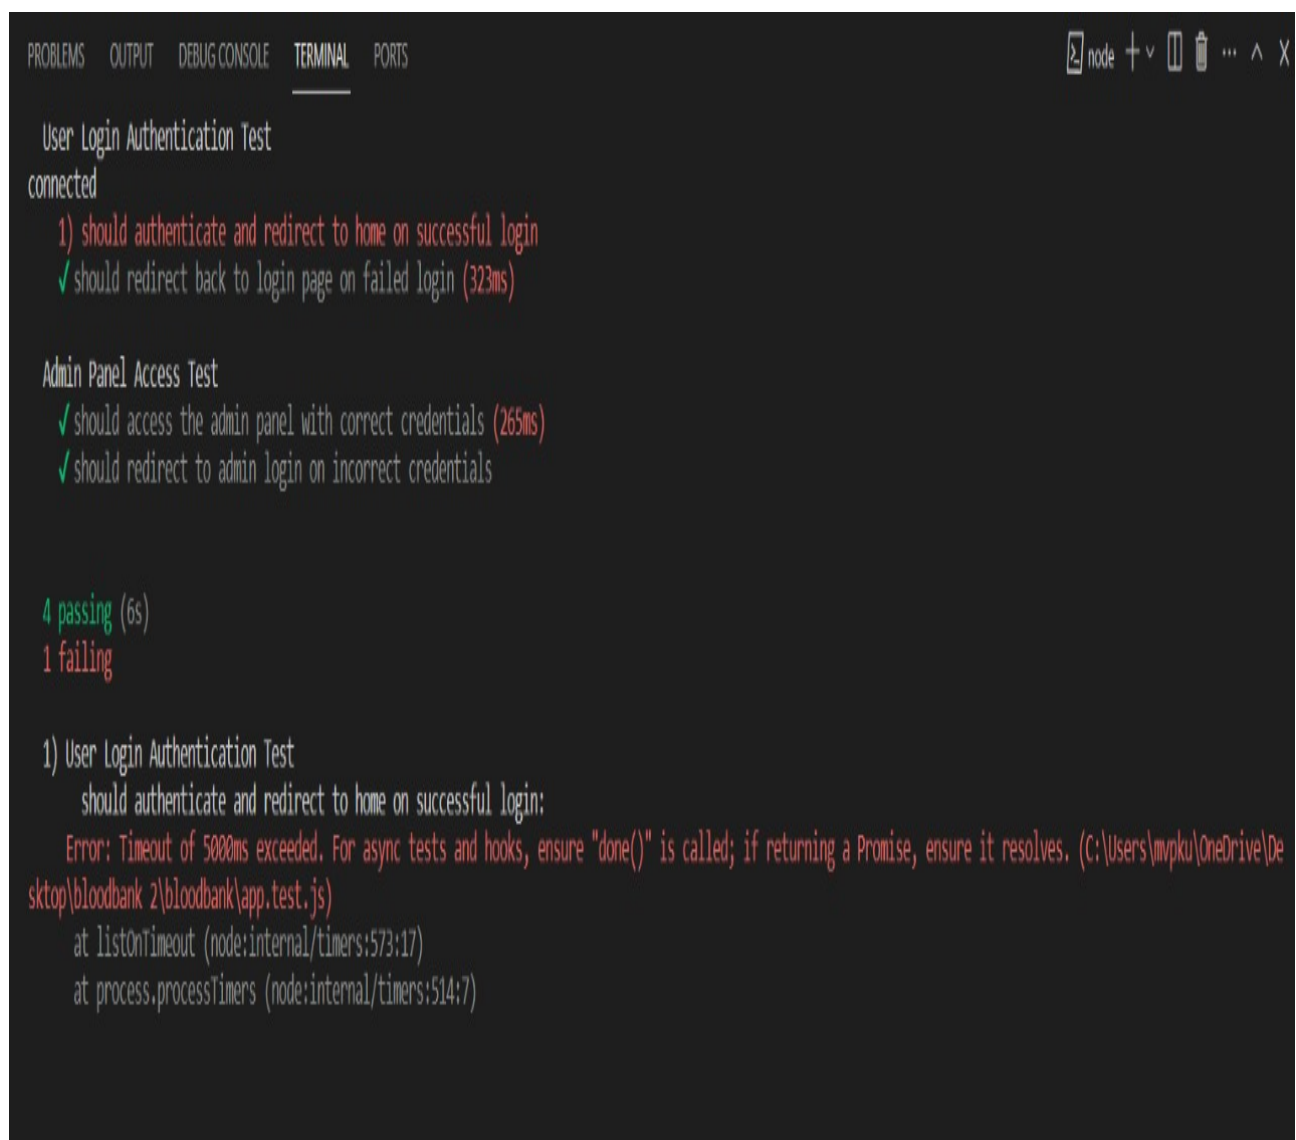 PROBLEMS OUTPUT DEBUG CONSOLE TERMINAL PORTS node
User Login Authentication Test
connected
1) should authenticate and redirect to home on successful login
✓ should redirect back to login page on failed login (323ms)
Admin Panel Access Test
✓ should access the admin panel with correct credentials (265ms)
✓ should redirect to admin login on incorrect credentials
4 passing (6s)
1 failing
1) User Login Authentication Test
should authenticate and redirect to home on successful login:
Error: Timeout of 5000ms exceeded. For async tests and hooks, ensure "done()" is called; if returning a Promise, ensure it resolves. (C:\Users\mvpku\OneDrive\De
sktop\bloodbank 2\bloodbank\app.test.js)
at listOnTimeout (node:internal/timers:573:17)
at process.processTimers (node:internal/timers:514:7)